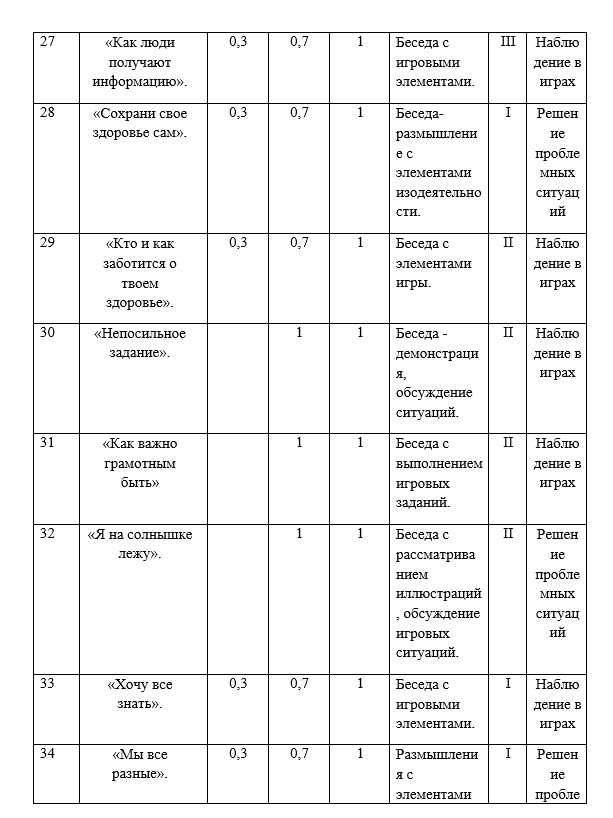 27 «Как люди 0,3 0,7 1 Беседа с III Наблю
получают игровыми дение в
информацию». элементами. играх
28 «Сохрани свое 0,3 0,7 1 Беседа- I Решен
здоровье сам». размышлени ие
е с пробле
элементами мных
изодеятельно ситуац
сти. ий
29 «Кто и как 0,3 0,7 1 Беседа с II Наблю
заботится о элементами дение в
твоем игры. играх
здоровье».
30 «Непосильное 1 1 Беседа - II Наблю
задание». демонстраци дение в
я, играх
обсуждение
ситуаций.
31 «Как важно 1 1 Беседа с II Наблю
грамотным выполнением дение в
быть» игровых играх
заданий.
32 «Я на солнышке 1 1 Беседа с II Решен
лежу». рассматрива ие
нием пробле
иллюстраций мных
, обсуждение ситуац
игровых ий
ситуаций.
33 «Хочу все 0,3 0,7 1 Беседа с I Наблю
знать». игровыми дение в
элементами. играх
34 «Мы все 0,3 0,7 1 Размышлени I Решен
разные». я с ие
элементами пробле